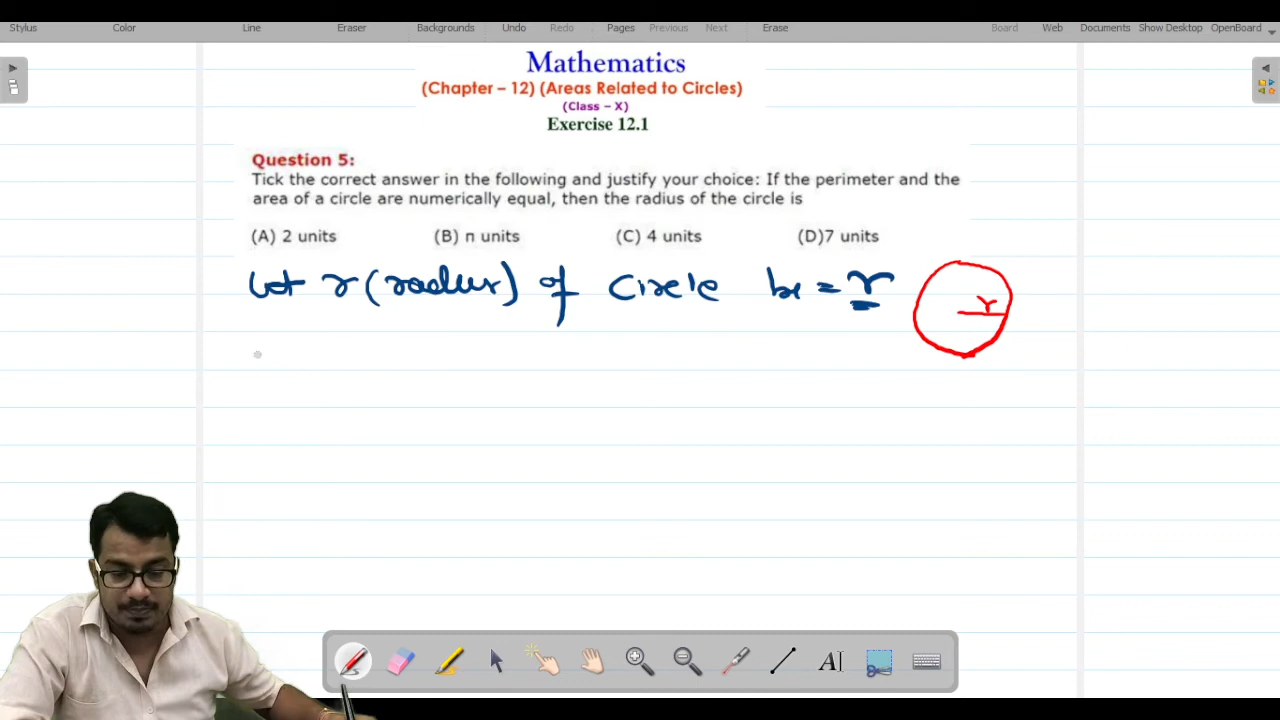 Stylus Color Line Eraser Backgrounds Undo Redo Pages Previous Next Erase Board Web Documents Show Desktop OpenBoard
Mathematics
(Chapter – 12) (Areas Related to Circles)
(Class – X)
Exercise 12.1
Question 5:
Tick the correct answer in the following and justify your choice: If the perimeter and the
area of a circle are numerically equal, then the radius of the circle is
(A) 2 units (B) п units (C) 4 units (D)7 units
Let r (radius) of Circle be = r
r
AI